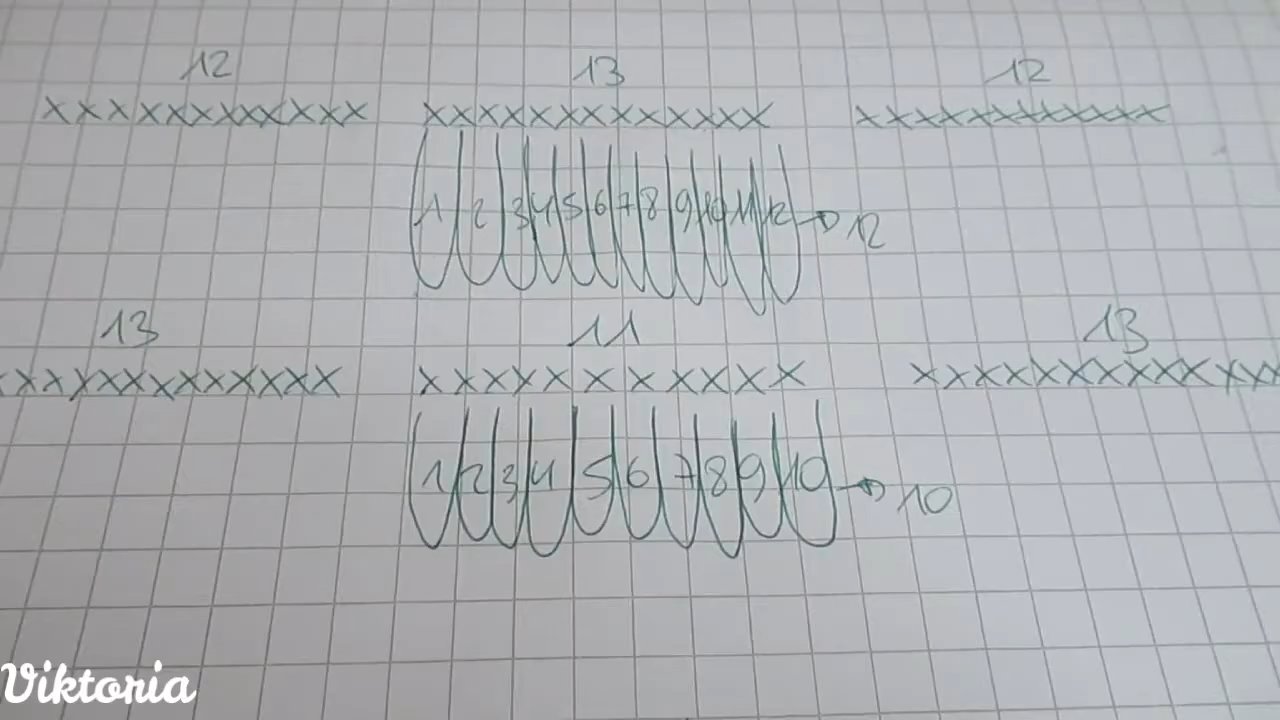 12 13 12
XXXXXXXXXXXX XXXXXXXXXXXXX XXXXXXXXXXXX
1 2 3 4 5 6 7 8 9 10 11 12 → 12
13 11 13
XXXXXXXXXXXXX XXXXXXXXXXX XXXXXXXXXXXXX
1 2 3 4 5 6 7 8 9 10 → 10
Viktoria